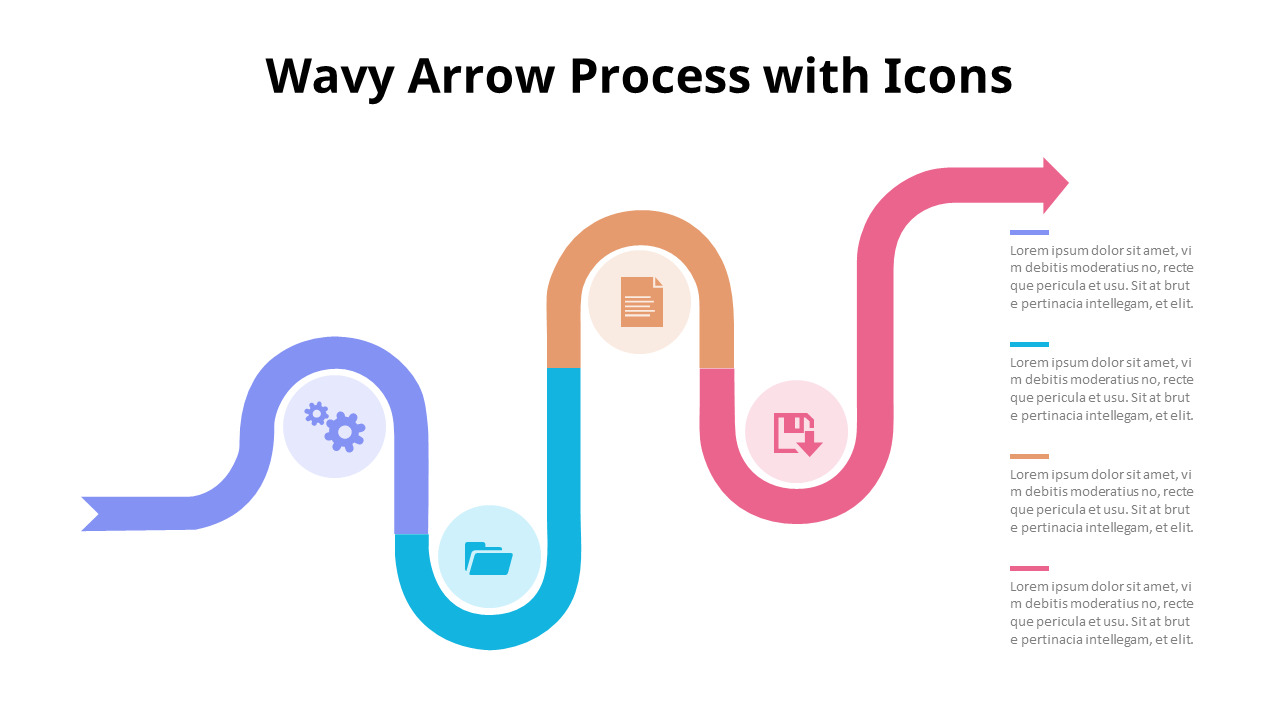 Wavy Arrow Process with Icons
Lorem ipsum dolor sit amet, vi
m debitis moderatius no, recte
que pericula et usu. Sit at brut
e pertinacia intellegam, et elit.
Lorem ipsum dolor sit amet, vi
m debitis moderatius no, recte
que pericula et usu. Sit at brut
e pertinacia intellegam, et elit.
Lorem ipsum dolor sit amet, vi
m debitis moderatius no, recte
que pericula et usu. Sit at brut
e pertinacia intellegam, et elit.
Lorem ipsum dolor sit amet, vi
m debitis moderatius no, recte
que pericula et usu. Sit at brut
e pertinacia intellegam, et elit.